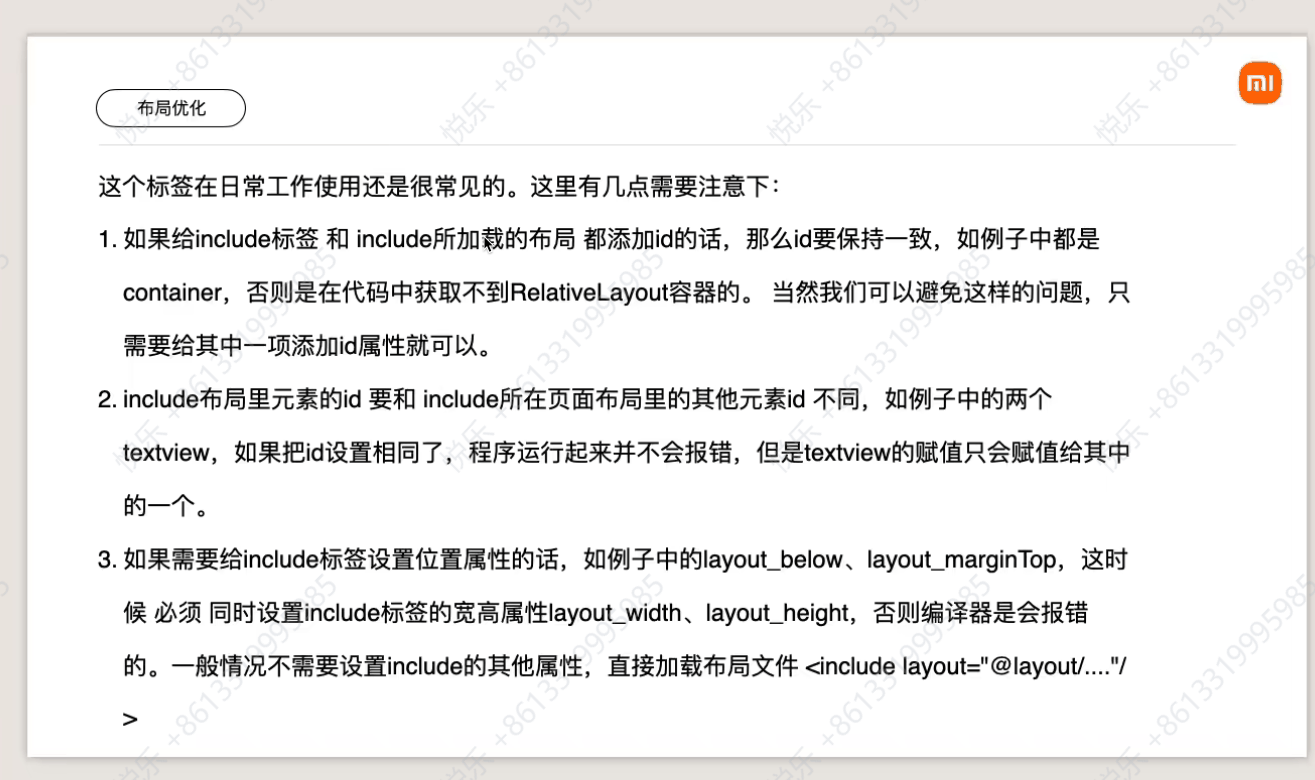 布局优化
这个标签在日常工作使用还是很常见的。这里有几点需要注意下：
1. 如果给include标签 和 include所加载的布局 都添加id的话，那么id要保持一致，如例子中都是
container，否则是在代码中获取不到RelativeLayout容器的。 当然我们可以避免这样的问题，只
需要给其中一项添加id属性就可以。
2. include布局里元素的id 要和 include所在页面布局里的其他元素id 不同，如例子中的两个
textview，如果把id设置相同了，程序运行起来并不会报错，但是textview的赋值只会赋值给其中
的一个。
3. 如果需要给include标签设置位置属性的话，如例子中的layout_below、layout_marginTop，这时
候 必须 同时设置include标签的宽高属性layout_width、layout_height，否则编译器是会报错
的。一般情况不需要设置include的其他属性，直接加载布局文件 <include layout="@layout/...."/
>
悦乐 +8613319995985